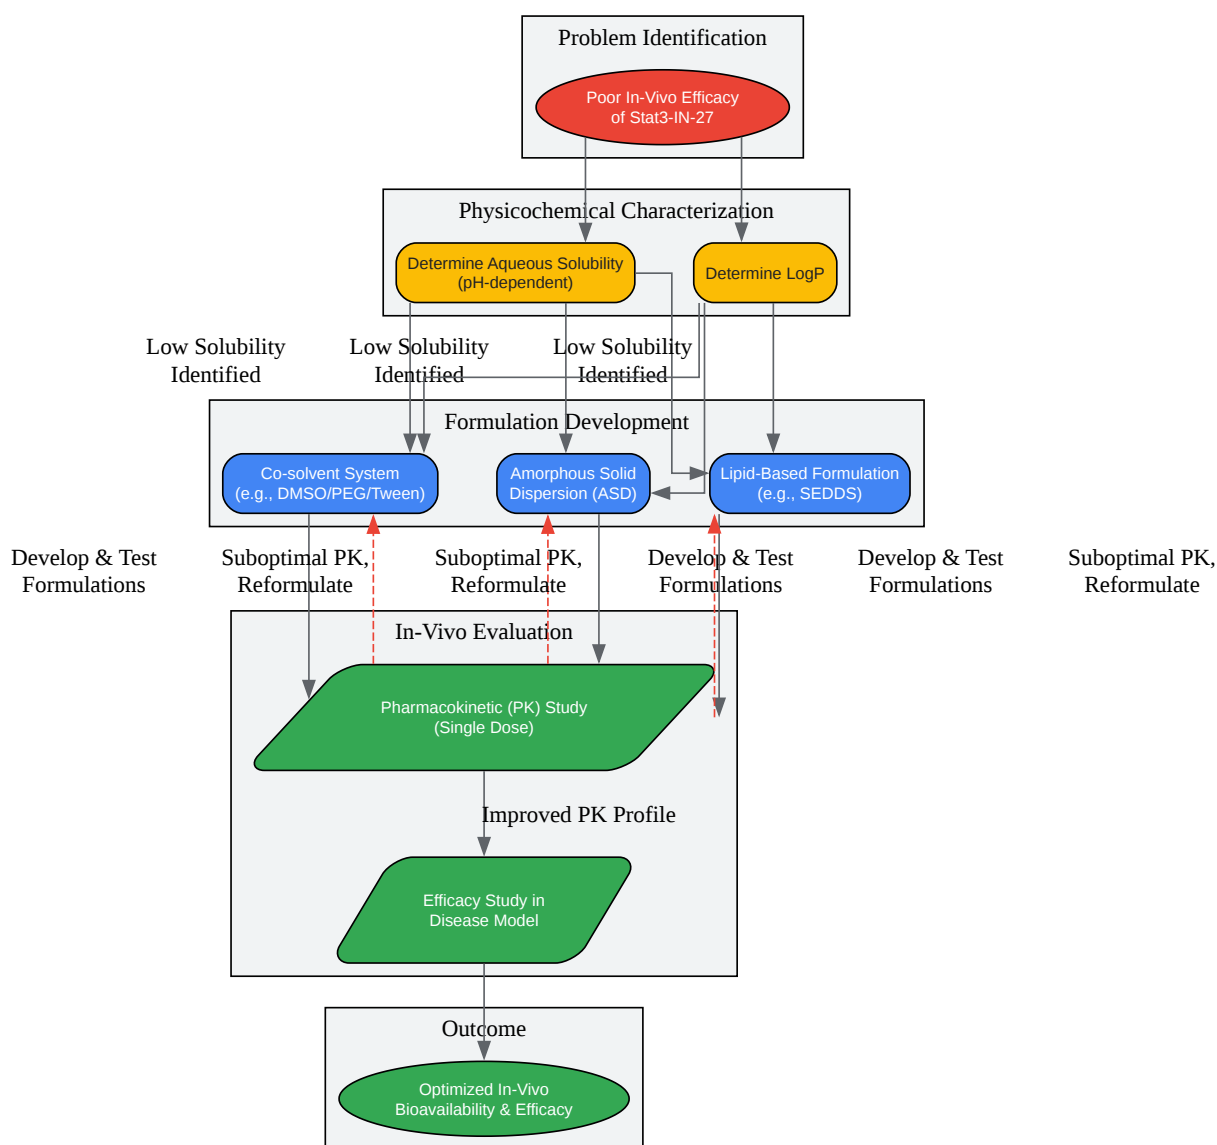 Problem Identification
Poor In-Vivo Efficacy
of Stat3-IN-27
Physicochemical Characterization
Determine Aqueous Solubility
(pH-dependent)
Determine LogP
Low Solubility
Identified
Low Solubility
Identified
Low Solubility
Identified
Formulation Development
Co-solvent System
(e.g., DMSO/PEG/Tween)
Amorphous Solid
Dispersion (ASD)
Lipid-Based Formulation
(e.g., SEDDS)
Develop & Test
Formulations
Suboptimal PK,
Reformulate
Suboptimal PK,
Reformulate
Develop & Test
Formulations
Develop & Test
Formulations
Suboptimal PK,
Reformulate
In-Vivo Evaluation
Pharmacokinetic (PK) Study
(Single Dose)
Improved PK Profile
Efficacy Study in
Disease Model
Outcome
Optimized In-Vivo
Bioavailability & Efficacy